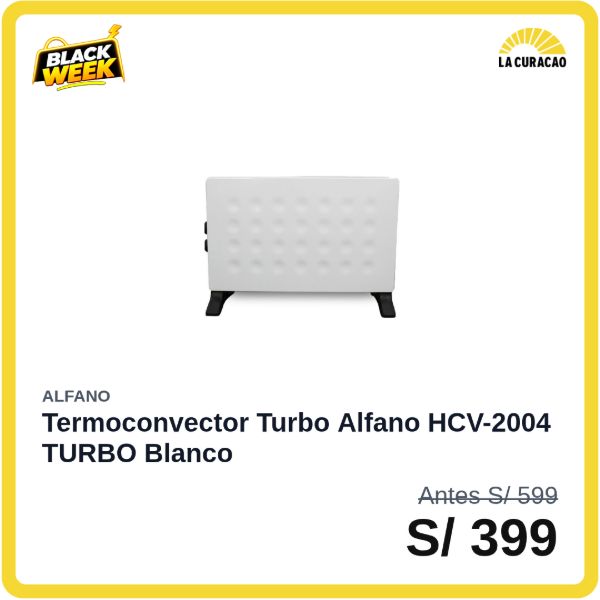 BLACK
WEEK
LA CURACAO
ALFANO
Termoconvector Turbo Alfano HCV-2004
TURBO Blanco
Antes S/ 599
S/ 399